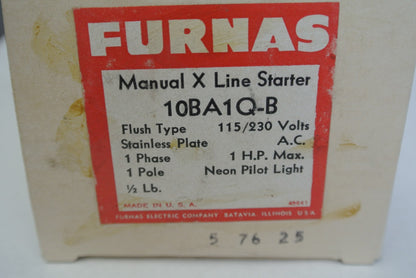 FURNAS
Manual X Line Starter
10BA1Q-B
Flush Type 115/230 Volts
Stainless Plate A.C.
1 Phase 1 H.P. Max.
1 Pole Neon Pilot Light
½ Lb.
MADE IN U. S. A.
FURNAS ELECTRIC COMPANY BATAVIA ILLINOIS U.S.A.
5 76 25